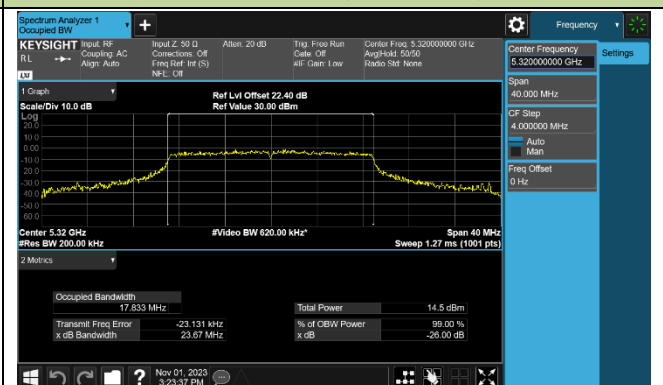 Spectrum Analyzer 1
Occupied BW
Frequency
KEYSIGHT Input: RF
RL
Coupling: AC
Align: Auto
Input Z: 50 Ω
Corrections: Off
Freq Ref: Int (S)
NFE: Off
Atten: 20 dB
Trig: Free Run
Gate: Off
#IF Gain: Low
Center Freq: 5.320000000 GHz
Avg|Hold: 50/50
Radio Std: None
LXI
Center Frequency
5.320000000 GHz
Settings
Span
40.000 MHz
CF Step
4.000000 MHz
Auto
Man
Freq Offset
0 Hz
1 Graph
Scale/Div 10.0 dB
Ref Lvl Offset 22.40 dB
Ref Value 30.00 dBm
Log
20.0
10.0
0.00
-10.0
-20.0
-30.0
-40.0
-50.0
-60.0
Center 5.32 GHz
#Video BW 620.00 kHz*
Span 40 MHz
#Res BW 200.00 kHz
Sweep 1.27 ms (1001 pts)
2 Metrics
Occupied Bandwidth
17.833 MHz
Total Power 14.5 dBm
Transmit Freq Error -23.131 kHz
% of OBW Power 99.00 %
x dB Bandwidth 23.67 MHz
x dB -26.00 dB
?
Nov 01, 2023
3:23:37 PM